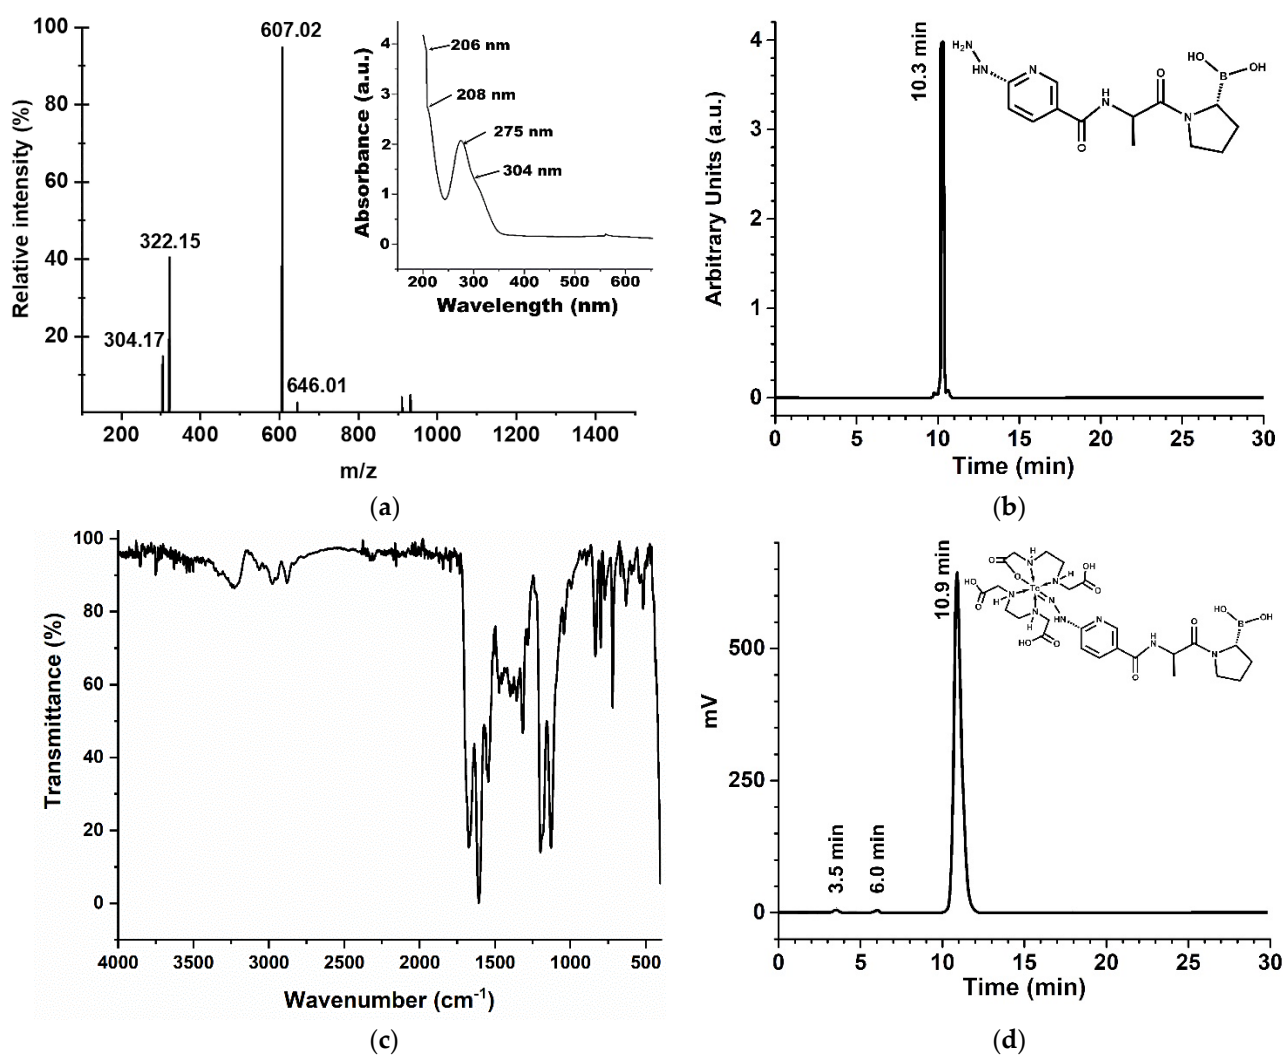 100
80
60
40
20
Relative intensity (%)
607.02
322.15
304.17
646.01
200 400 600 800 1000 1200 1400
m/z
4
3
2
1
0
Absorbance (a.u.)
206 nm
208 nm
275 nm
304 nm
200 300 400 500 600
Wavelength (nm)
(a)
4
3
2
1
0
Arbitrary Units (a.u.)
10.3 min
H₂N
HN
N
O
H
N
O
N
HO
B
OH
0 5 10 15 20 25 30
Time (min)
(b)
100
80
60
40
20
0
Transmittance (%)
4000 3500 3000 2500 2000 1500 1000 500
Wavenumber (cm⁻¹)
(c)
500
250
0
mV
3.5 min
6.0 min
10.9 min
O
H
N
O
N
H
OH
O
HO
O
H
N
Tc
N
N
H
HO
O
HN
N
O
H
N
O
N
HO
B
OH
0 5 10 15 20 25 30
Time (min)
(d)